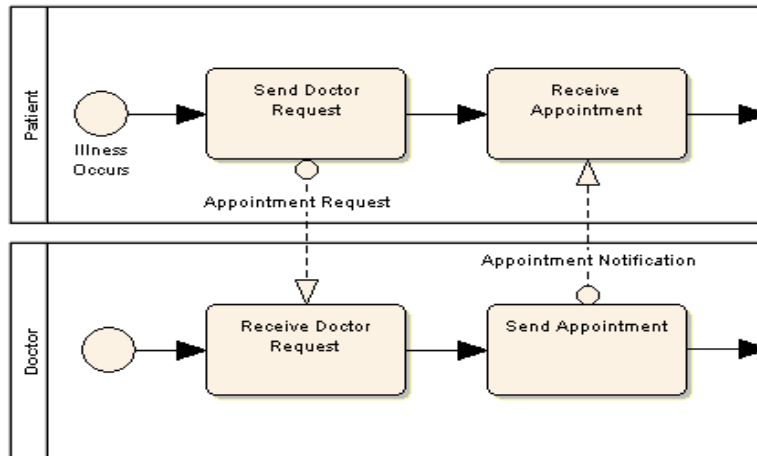 Patient
Send Doctor
Request
Receive
Appointment
Illness
Occurs
Appointment Request
Appointment Notification
Doctor
Receive Doctor
Request
Send Appointment